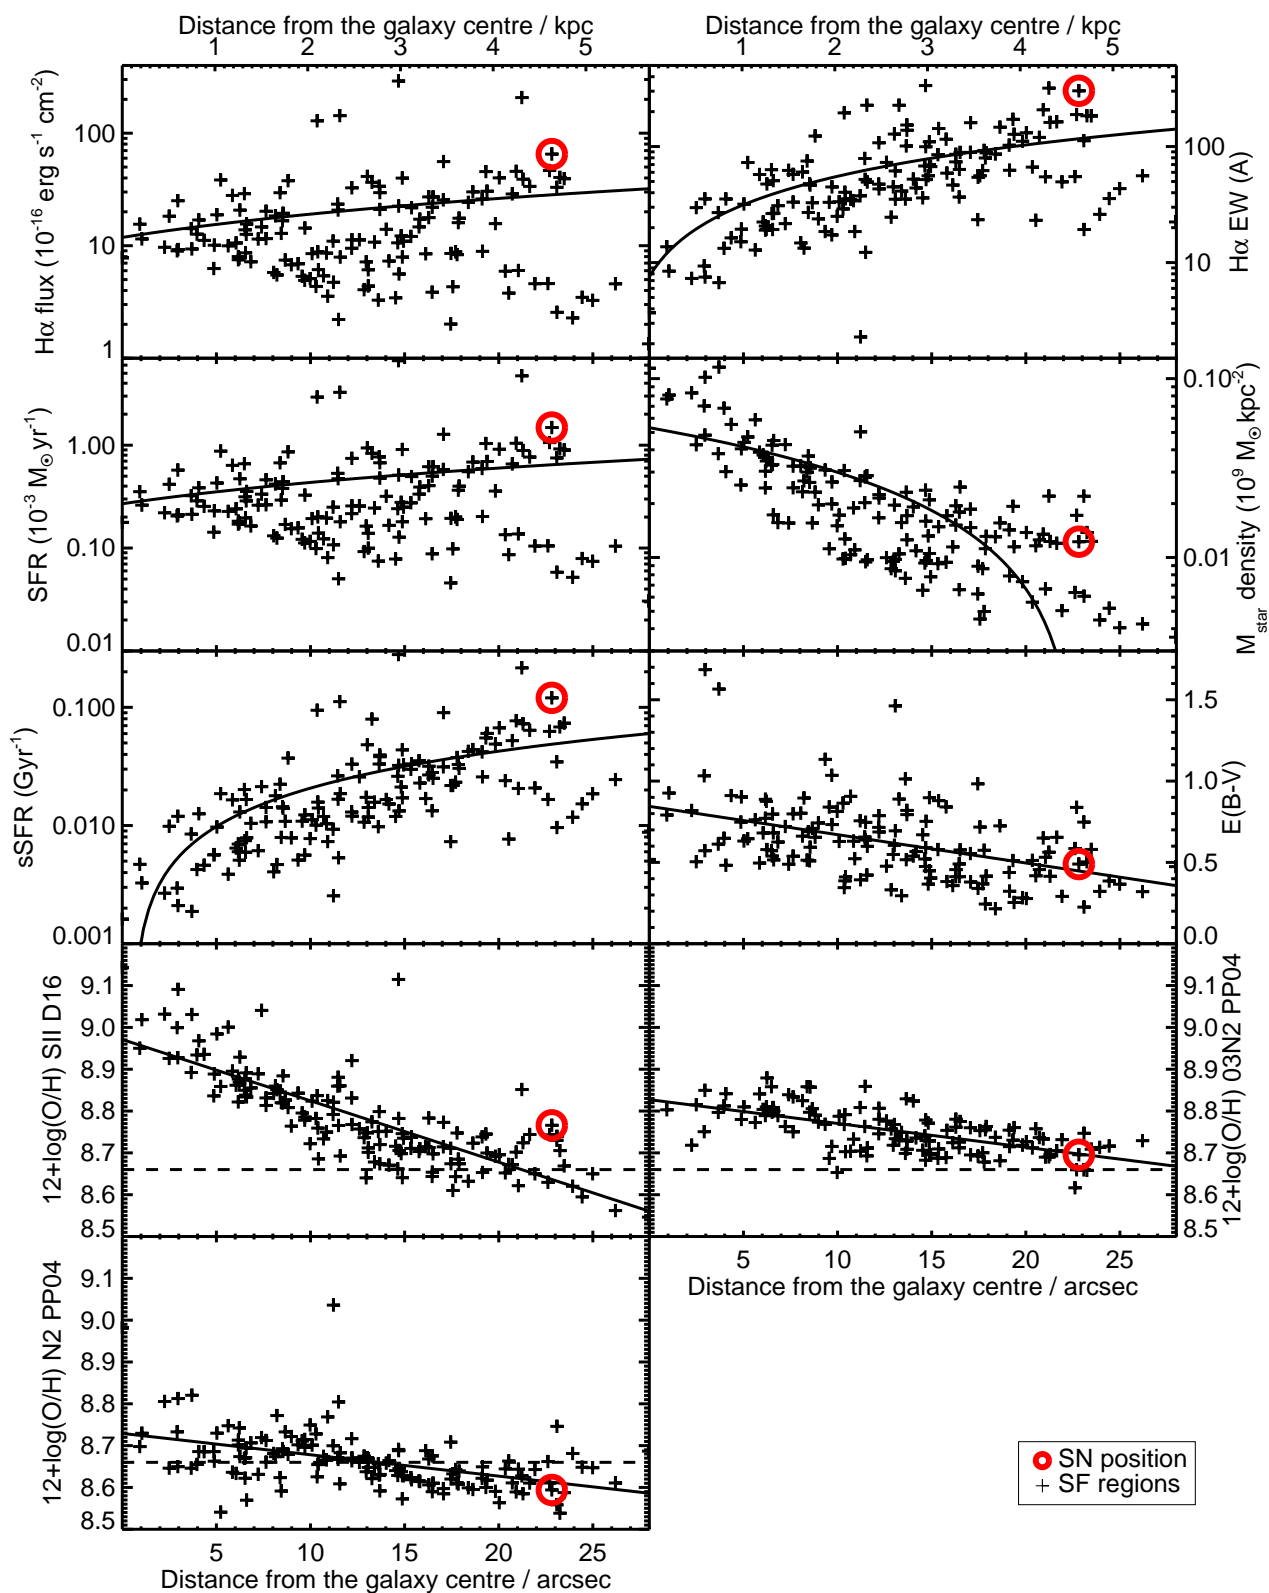 Distance from the galaxy centre / kpc
Distance from the galaxy centre / kpc
1 2 3 4 5
1 2 3 4 5
Hα flux (10⁻¹⁶ erg s⁻¹ cm⁻²)
100
10
1
Hα EW (A)
100
10
SFR (10⁻³ M☉yr⁻¹)
1.00
0.10
0.01
M_star density (10⁹ M☉kpc⁻²)
0.10
0.01
sSFR (Gyr⁻¹)
0.100
0.010
0.001
E(B-V)
1.5
1.0
0.5
0.0
12+log(O/H) SII D16
9.1
9.0
8.9
8.8
8.7
8.6
8.5
12+log(O/H) 03N2 PP04
9.1
9.0
8.9
8.8
8.7
8.6
8.5
5 10 15 20 25
Distance from the galaxy centre / arcsec
12+log(O/H) N2 PP04
9.1
9.0
8.9
8.8
8.7
8.6
8.5
5 10 15 20 25
Distance from the galaxy centre / arcsec
SN position
SF regions